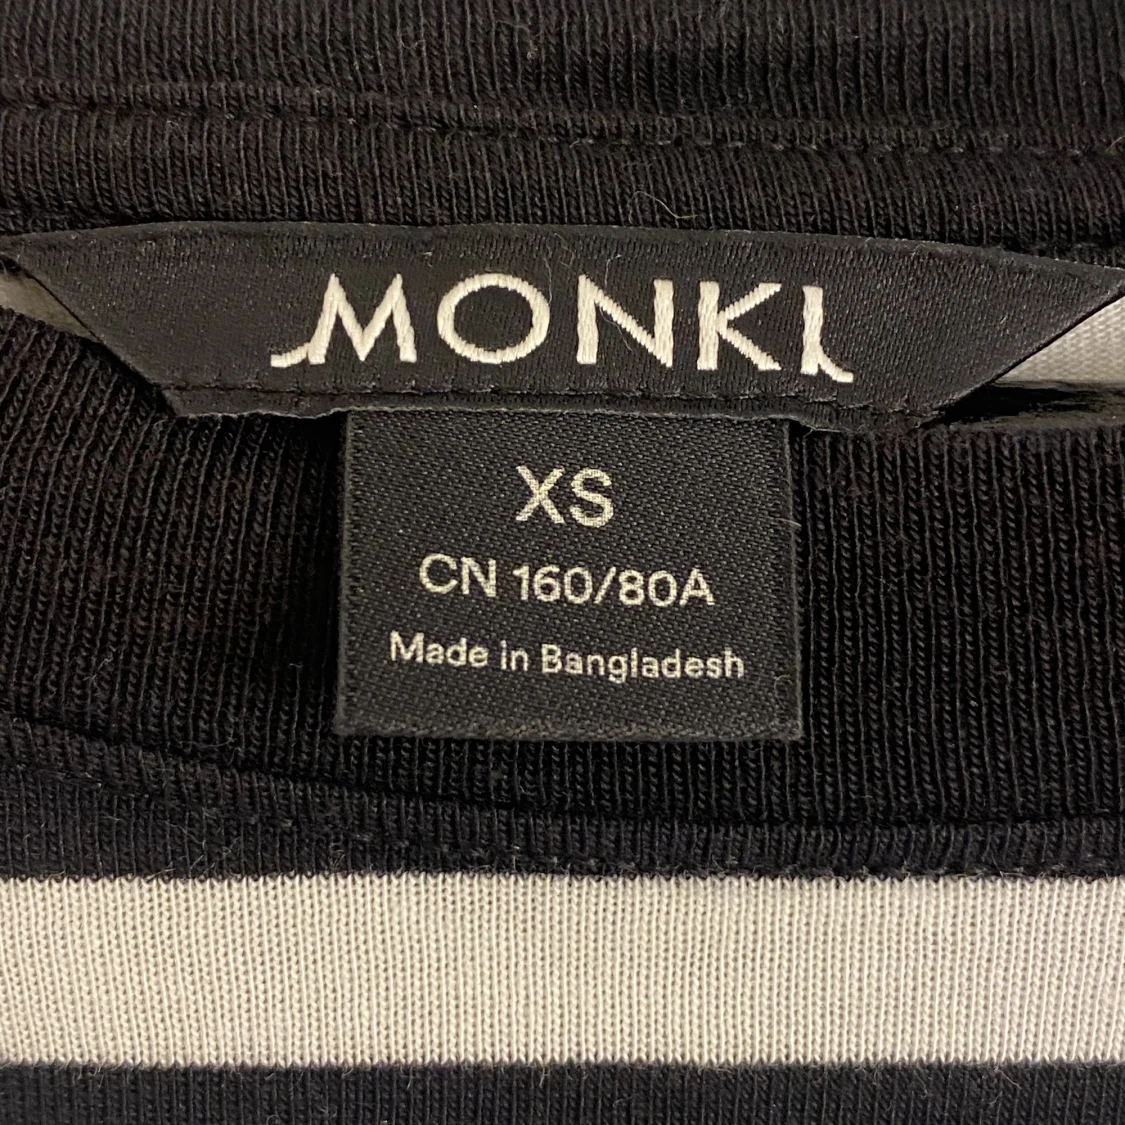 MONKI
XS
CN 160/80A
Made in Bangladesh